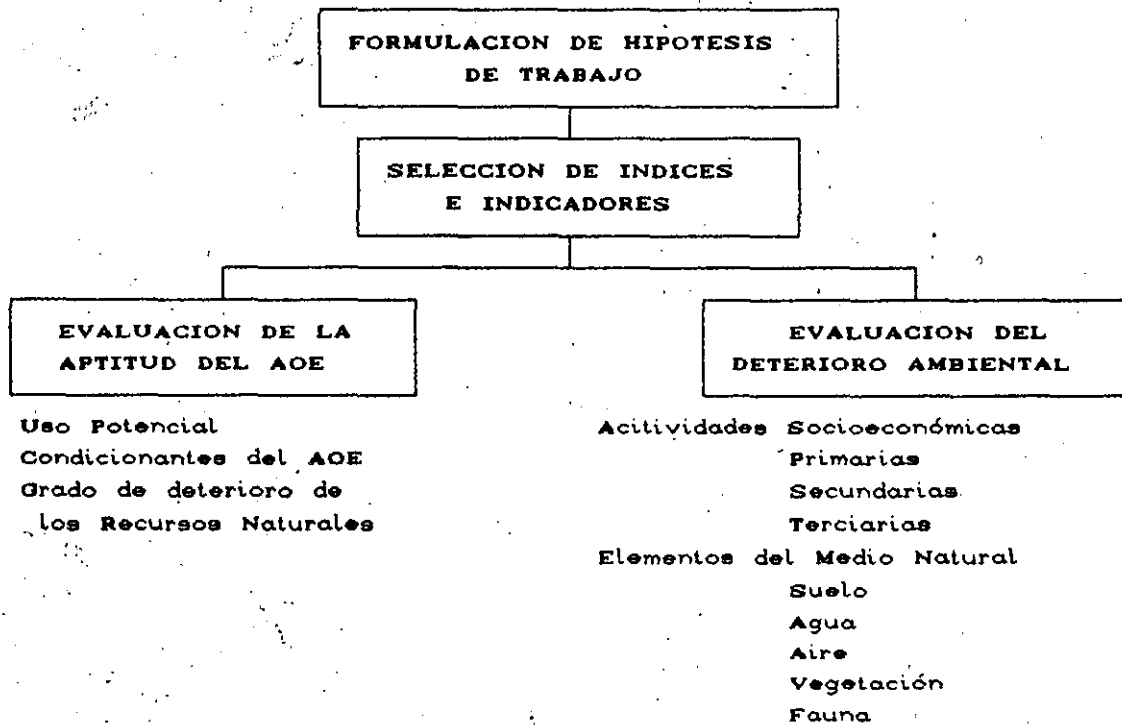 FORMULACION DE HIPOTESIS
DE TRABAJO
SELECCION DE INDICES
E INDICADORES
EVALUACION DE LA
APTITUD DEL AOE
Uso Potencial
Condicionantes del AOE
Grado de deterioro de
los Recursos Naturales
EVALUACION DEL
DETERIORO AMBIENTAL
Acitividades Socioeconómicas
Primarias
Secundarias
Terciarias
Elementos del Medio Natural
Suelo
Agua
Aire
Vegetación
Fauna